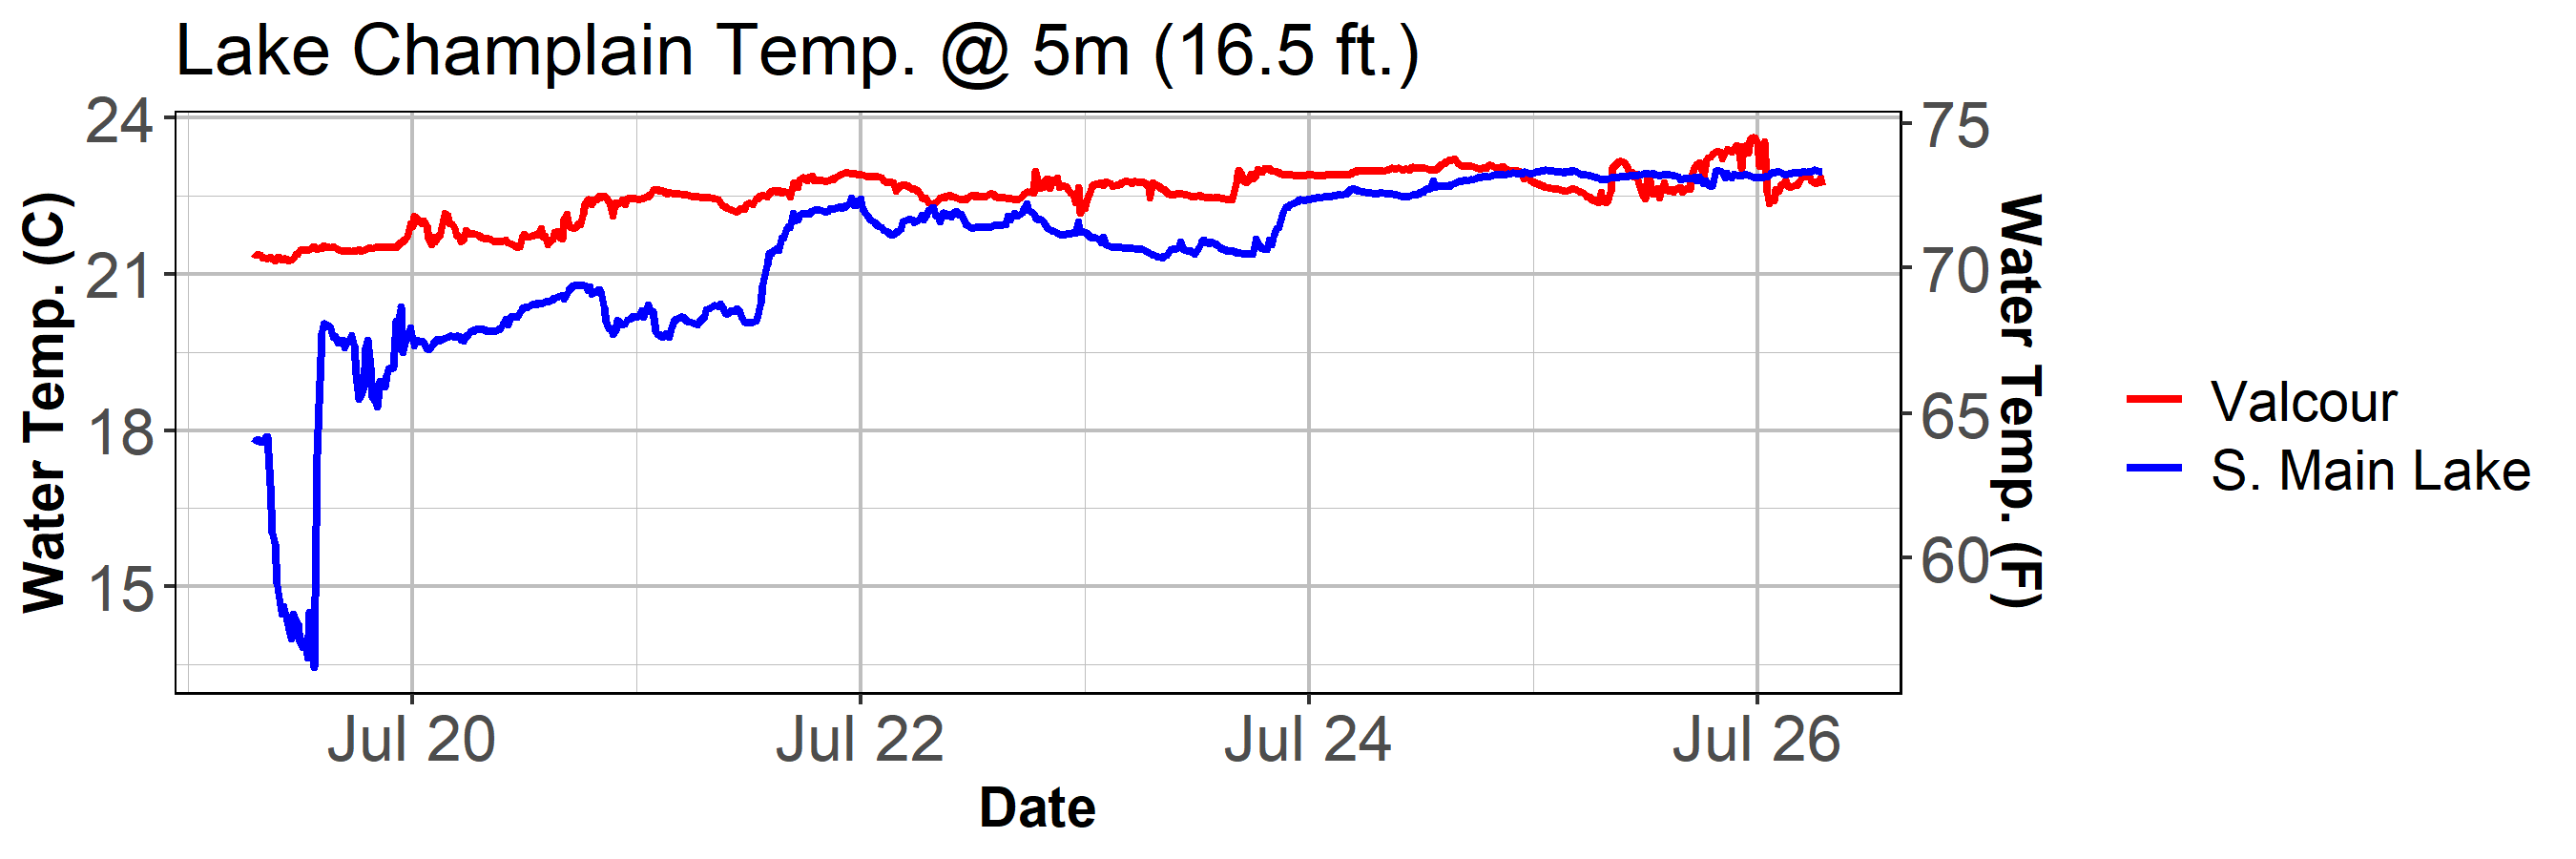 Lake Champlain Temp. @ 5m (16.5 ft.)
24
21
18
15
Water Temp. (C)
75
70
65
60
Water Temp. (F)
Jul 20
Jul 22
Jul 24
Jul 26
Date
Valcour
S. Main Lake